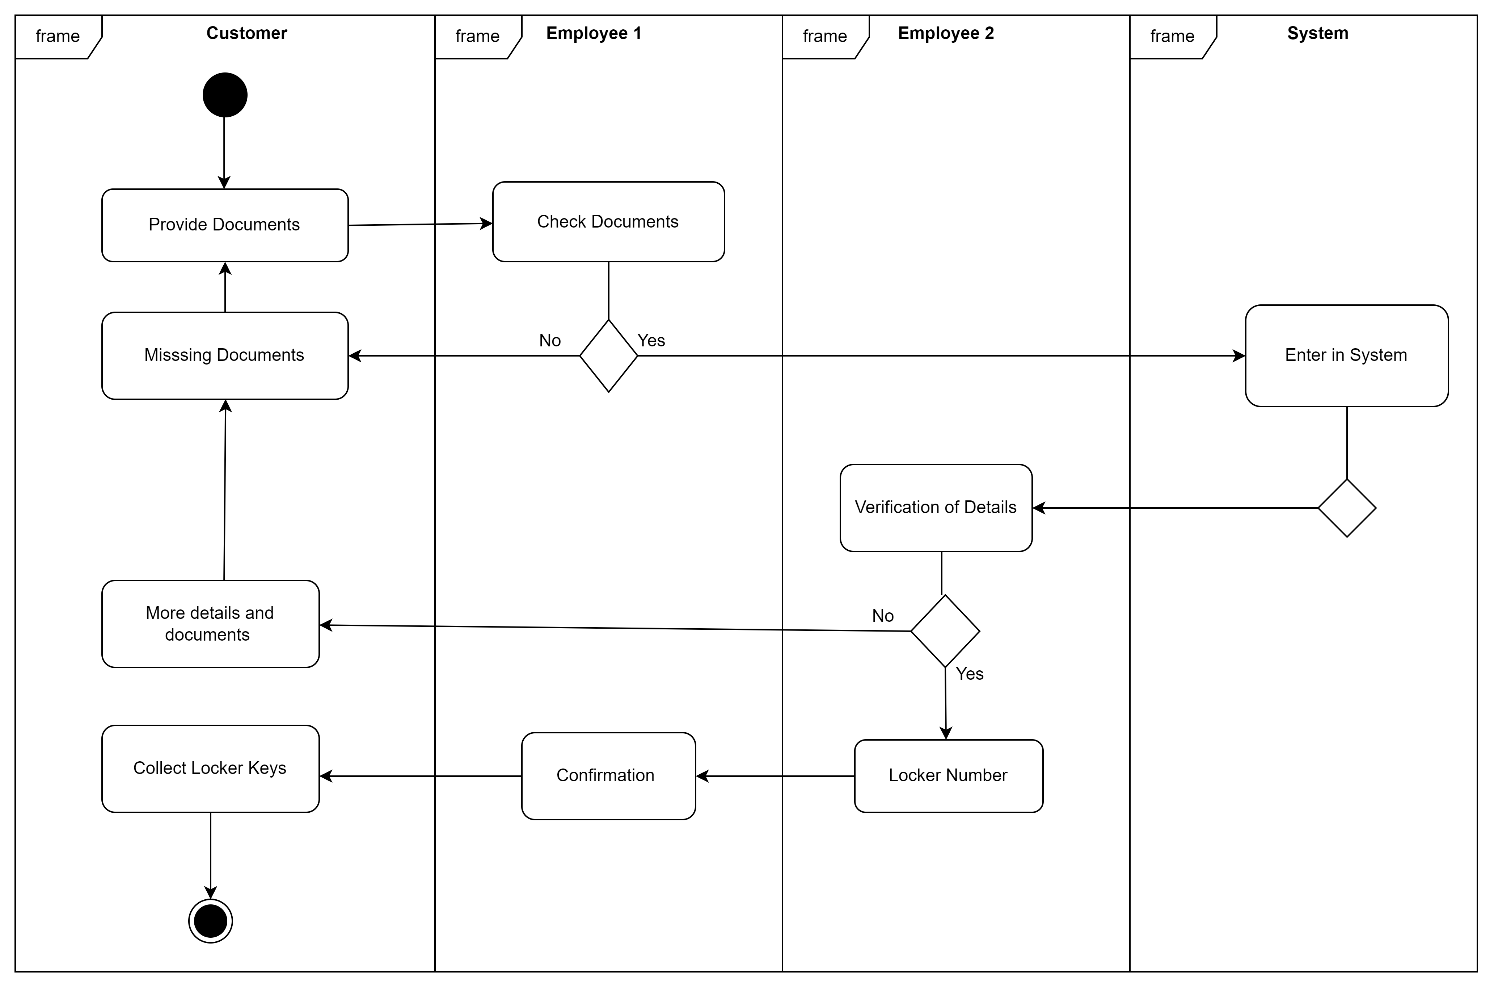 frame
Customer
frame
Employee 1
frame
Employee 2
frame
System
Provide Documents
Check Documents
Misssing Documents
No
Yes
Enter in System
Verification of Details
More details and
documents
No
Yes
Collect Locker Keys
Confirmation
Locker Number